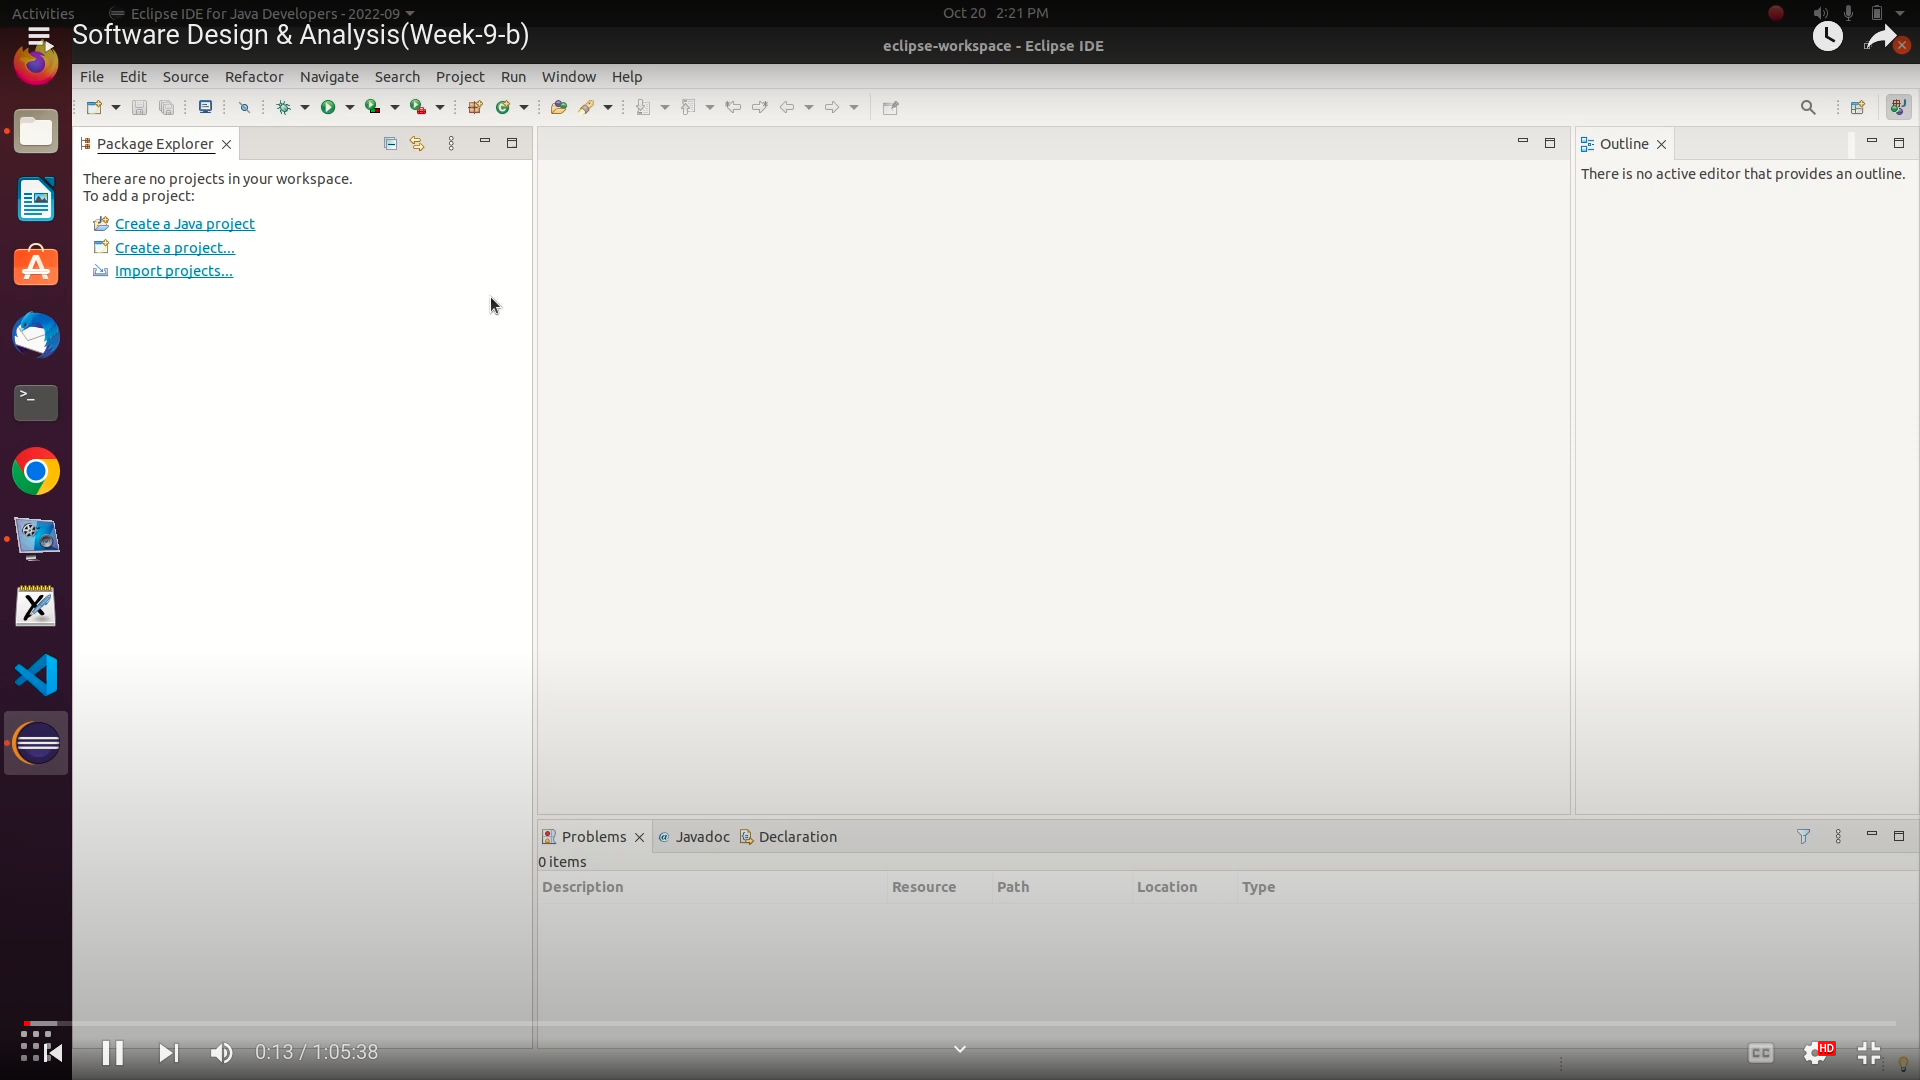 Activities Eclipse IDE for Java Developers - 2022-09 Oct 20 2:21 PM
Software Design & Analysis(Week-9-b)
eclipse-workspace - Eclipse IDE
File Edit Source Refactor Navigate Search Project Run Window Help
Package Explorer
There are no projects in your workspace.
To add a project:
Create a Java project
Create a project...
Import projects...
Outline
There is no active editor that provides an outline.
>_
Problems @ Javadoc Declaration
0 items
Description Resource Path Location Type
0:13 / 1:05:38
CC HD